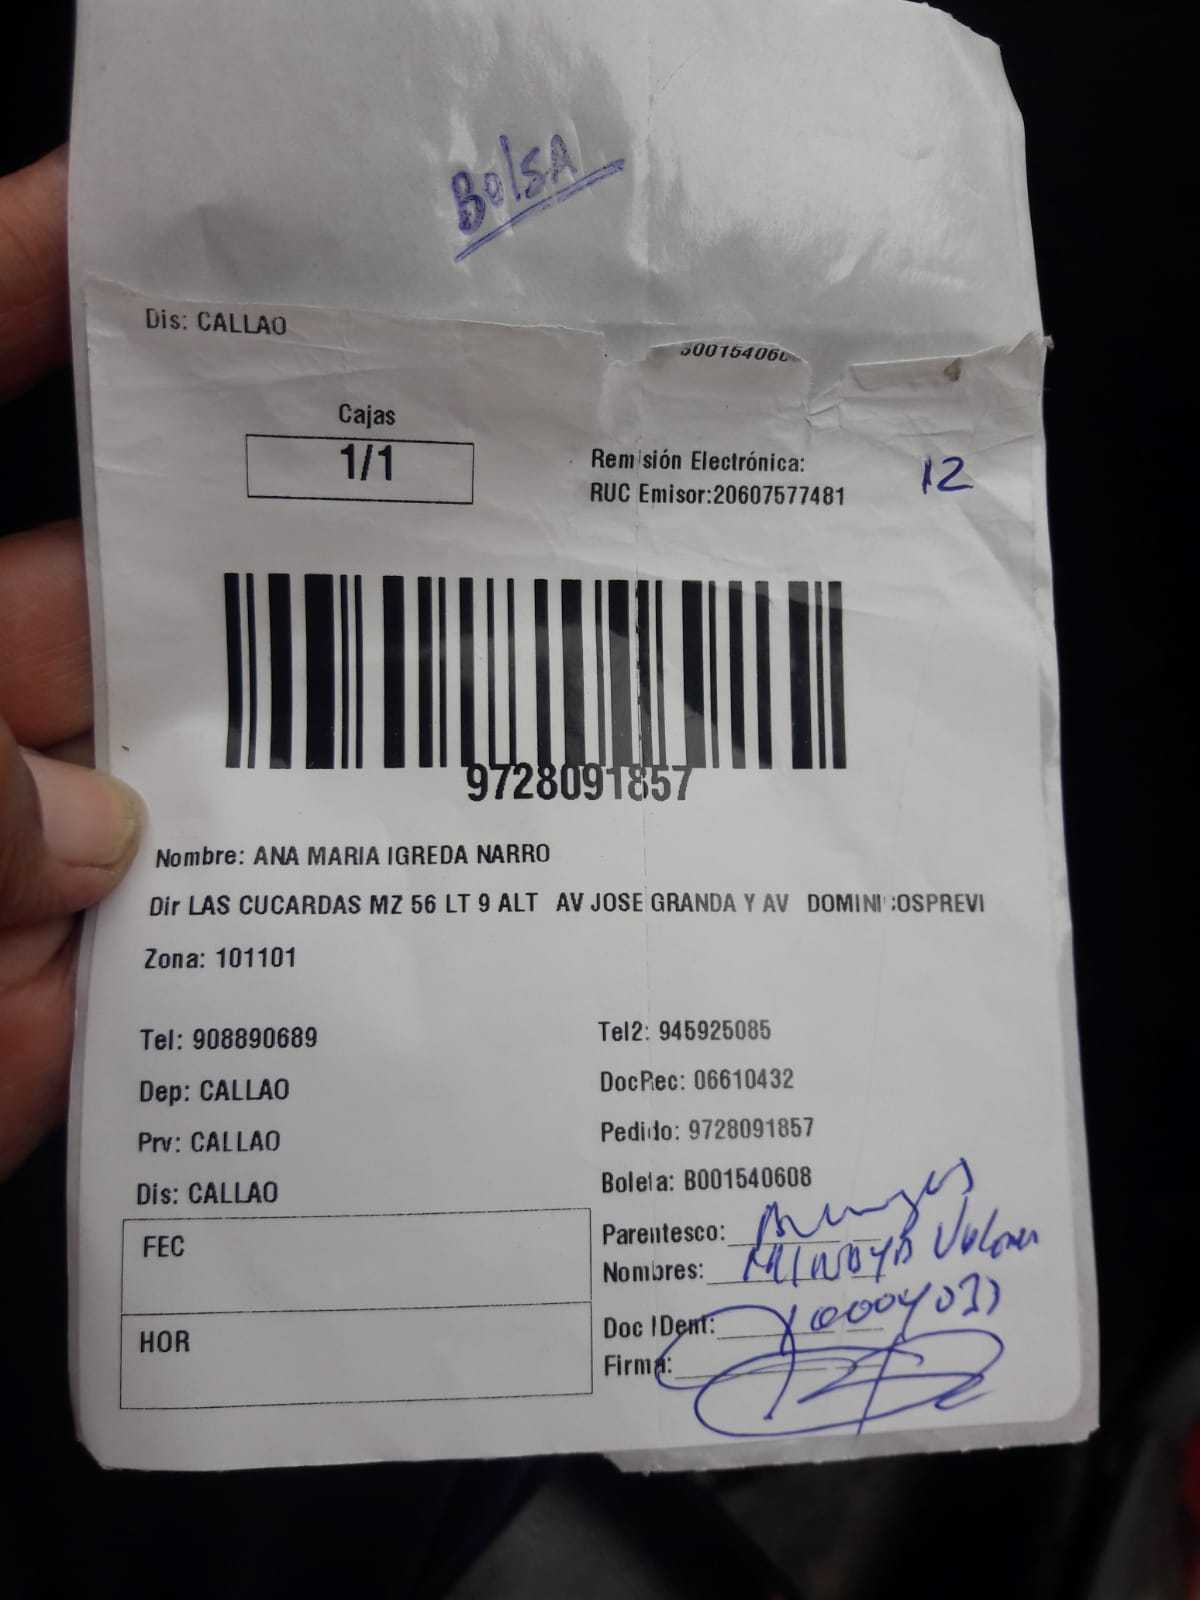 BolsA
Dis: CALLAO
Cajas
1/1
Remisión Electrónica:
RUC Emisor:20607577481
12
9728091857
Nombre: ANA MARIA IGREDA NARRO
Dir LAS CUCARDAS MZ 56 LT 9 ALT AV JOSE GRANDA Y AV DOMINICOSPREVI
Zona: 101101
Tel: 908890689
Tel2: 945925085
Dep: CALLAO
DocRec: 06610432
Prv: CALLAO
Pedido: 9728091857
Dis: CALLAO
Boleta: B001540608
FEC
Parentesco:
Nombres: MINAYA
HOR
Doc IDent:
Firma: